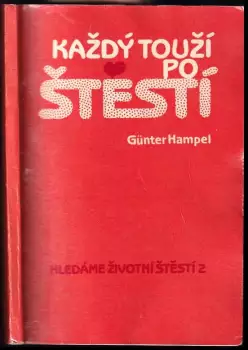 KAŽDÝ TOUŽÍ
PO
ŠTĚSTÍ
Günter Hampel
HLEDÁME ŽIVOTNÍ ŠTĚSTÍ 2